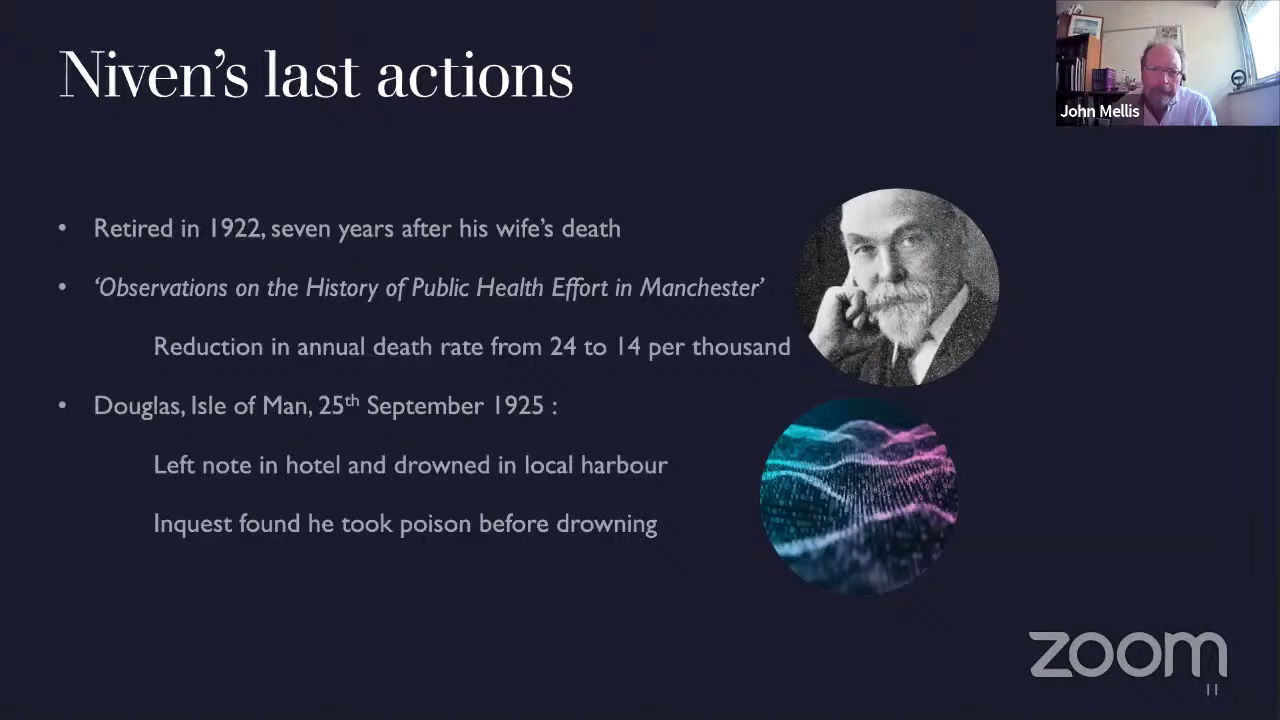 Niven’s last actions
John Mellis
• Retired in 1922, seven years after his wife’s death
• ‘Observations on the History of Public Health Effort in Manchester’
Reduction in annual death rate from 24 to 14 per thousand
• Douglas, Isle of Man, 25th September 1925 :
Left note in hotel and drowned in local harbour
Inquest found he took poison before drowning
zoom
11